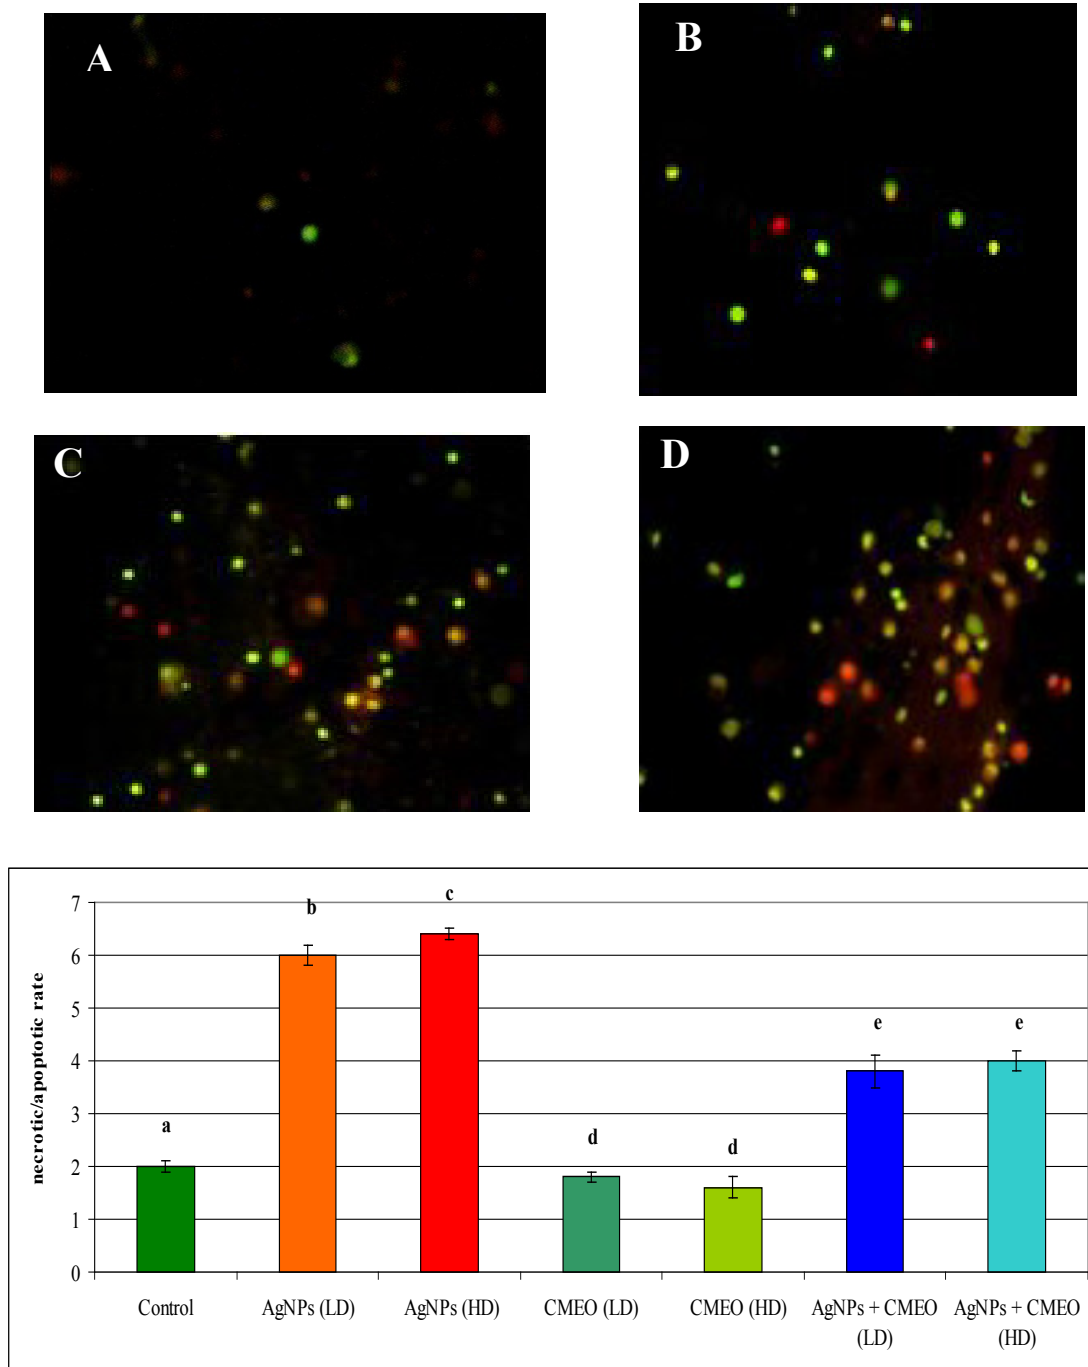 A
B
C
D
necrotic/apoptotic rate
7
6
5
4
3
2
1
0
a
b
c
d
d
e
e
Control
AgNPs (LD)
AgNPs (HD)
CMEO (LD)
CMEO (HD)
AgNPs + CMEO
(LD)
AgNPs + CMEO
(HD)